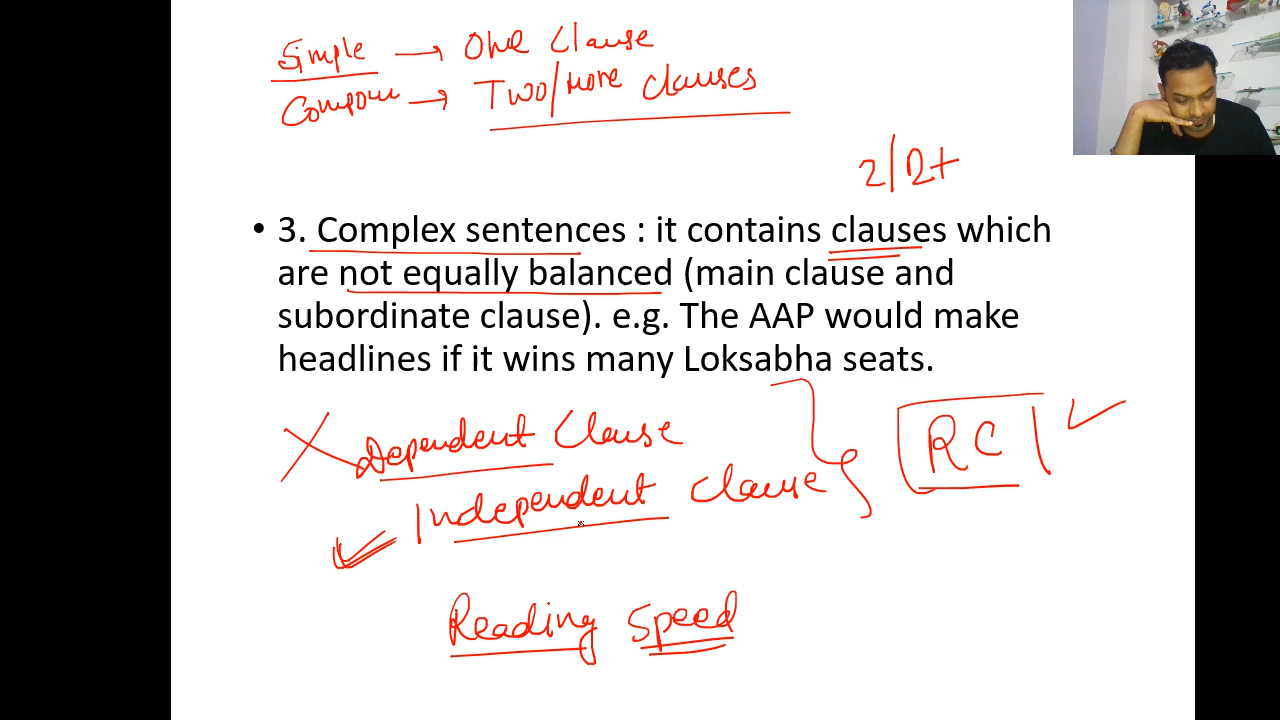 Simple → One Clause
Compoun → Two/more clauses
2/2+
• 3. Complex sentences : it contains clauses which
are not equally balanced (main clause and
subordinate clause). e.g. The AAP would make
headlines if it wins many Loksabha seats.
Dependent Clause
Independent clause
RC
Reading Speed